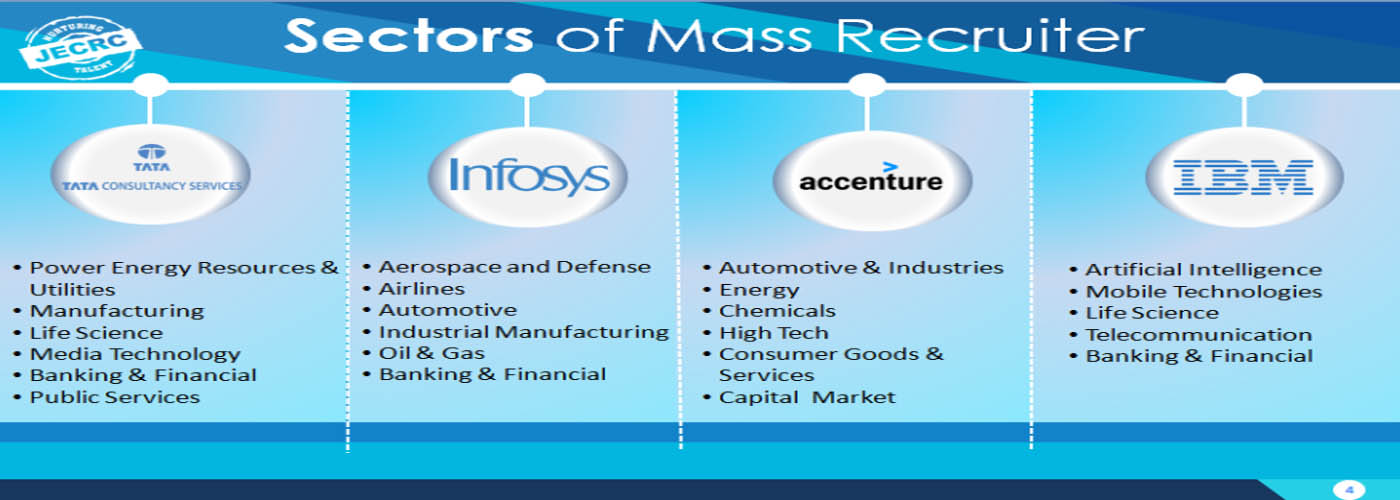 NURTURING
JECRC
TALENT
Sectors of Mass Recruiter
TATA
TATA CONSULTANCY SERVICES
• Power Energy Resources &
Utilities
• Manufacturing
• Life Science
• Media Technology
• Banking & Financial
• Public Services
Infosys
• Aerospace and Defense
• Airlines
• Automotive
• Industrial Manufacturing
• Oil & Gas
• Banking & Financial
accenture
• Automotive & Industries
• Energy
• Chemicals
• High Tech
• Consumer Goods &
Services
• Capital  Market
IBM
• Artificial Intelligence
• Mobile Technologies
• Life Science
• Telecommunication
• Banking & Financial
4